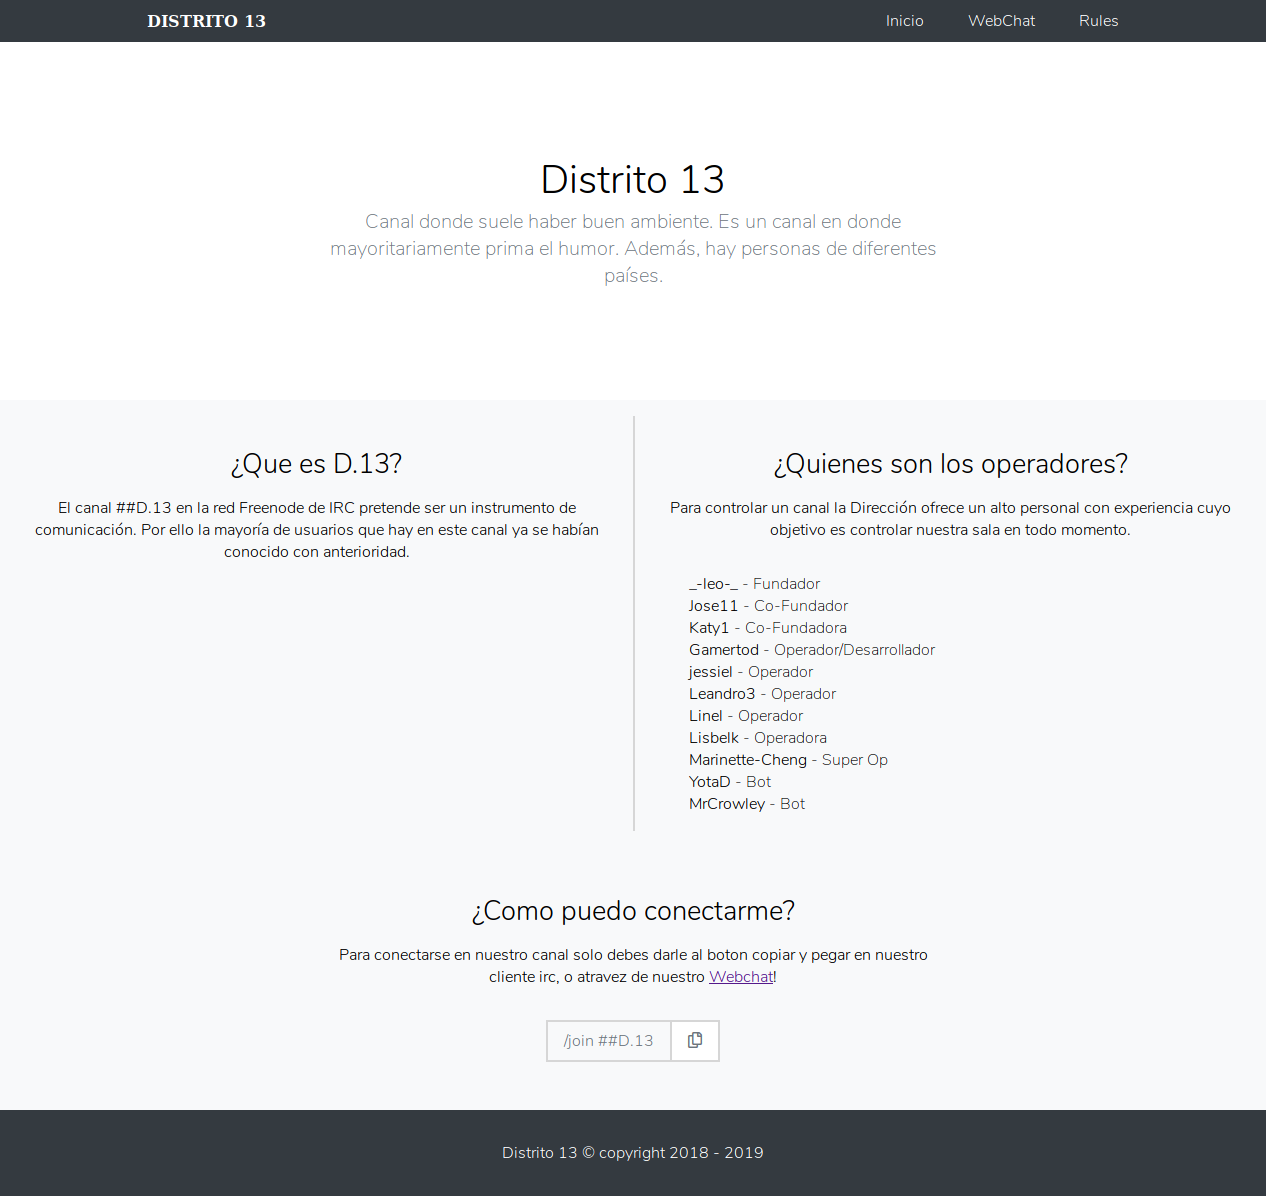 DISTRITO 13
Inicio WebChat Rules
Distrito 13
Canal donde suele haber buen ambiente. Es un canal en donde
mayoritariamente prima el humor. Además, hay personas de diferentes
países.
¿Que es D.13?
El canal ##D.13 en la red Freenode de IRC pretende ser un instrumento de
comunicación. Por ello la mayoría de usuarios que hay en este canal ya se habían
conocido con anterioridad.
¿Quienes son los operadores?
Para controlar un canal la Dirección ofrece un alto personal con experiencia cuyo
objetivo es controlar nuestra sala en todo momento.
_-leo-_ - Fundador
Jose11 - Co-Fundador
Katy1 - Co-Fundadora
Gamertod - Operador/Desarrollador
jessiel - Operador
Leandro3 - Operador
Linel - Operador
Lisbelk - Operadora
Marinette-Cheng - Super Op
YotaD - Bot
MrCrowley - Bot
¿Como puedo conectarme?
Para conectarse en nuestro canal solo debes darle al boton copiar y pegar en nuestro
cliente irc, o atravez de nuestro Webchat!
/join ##D.13
Distrito 13 © copyright 2018 - 2019